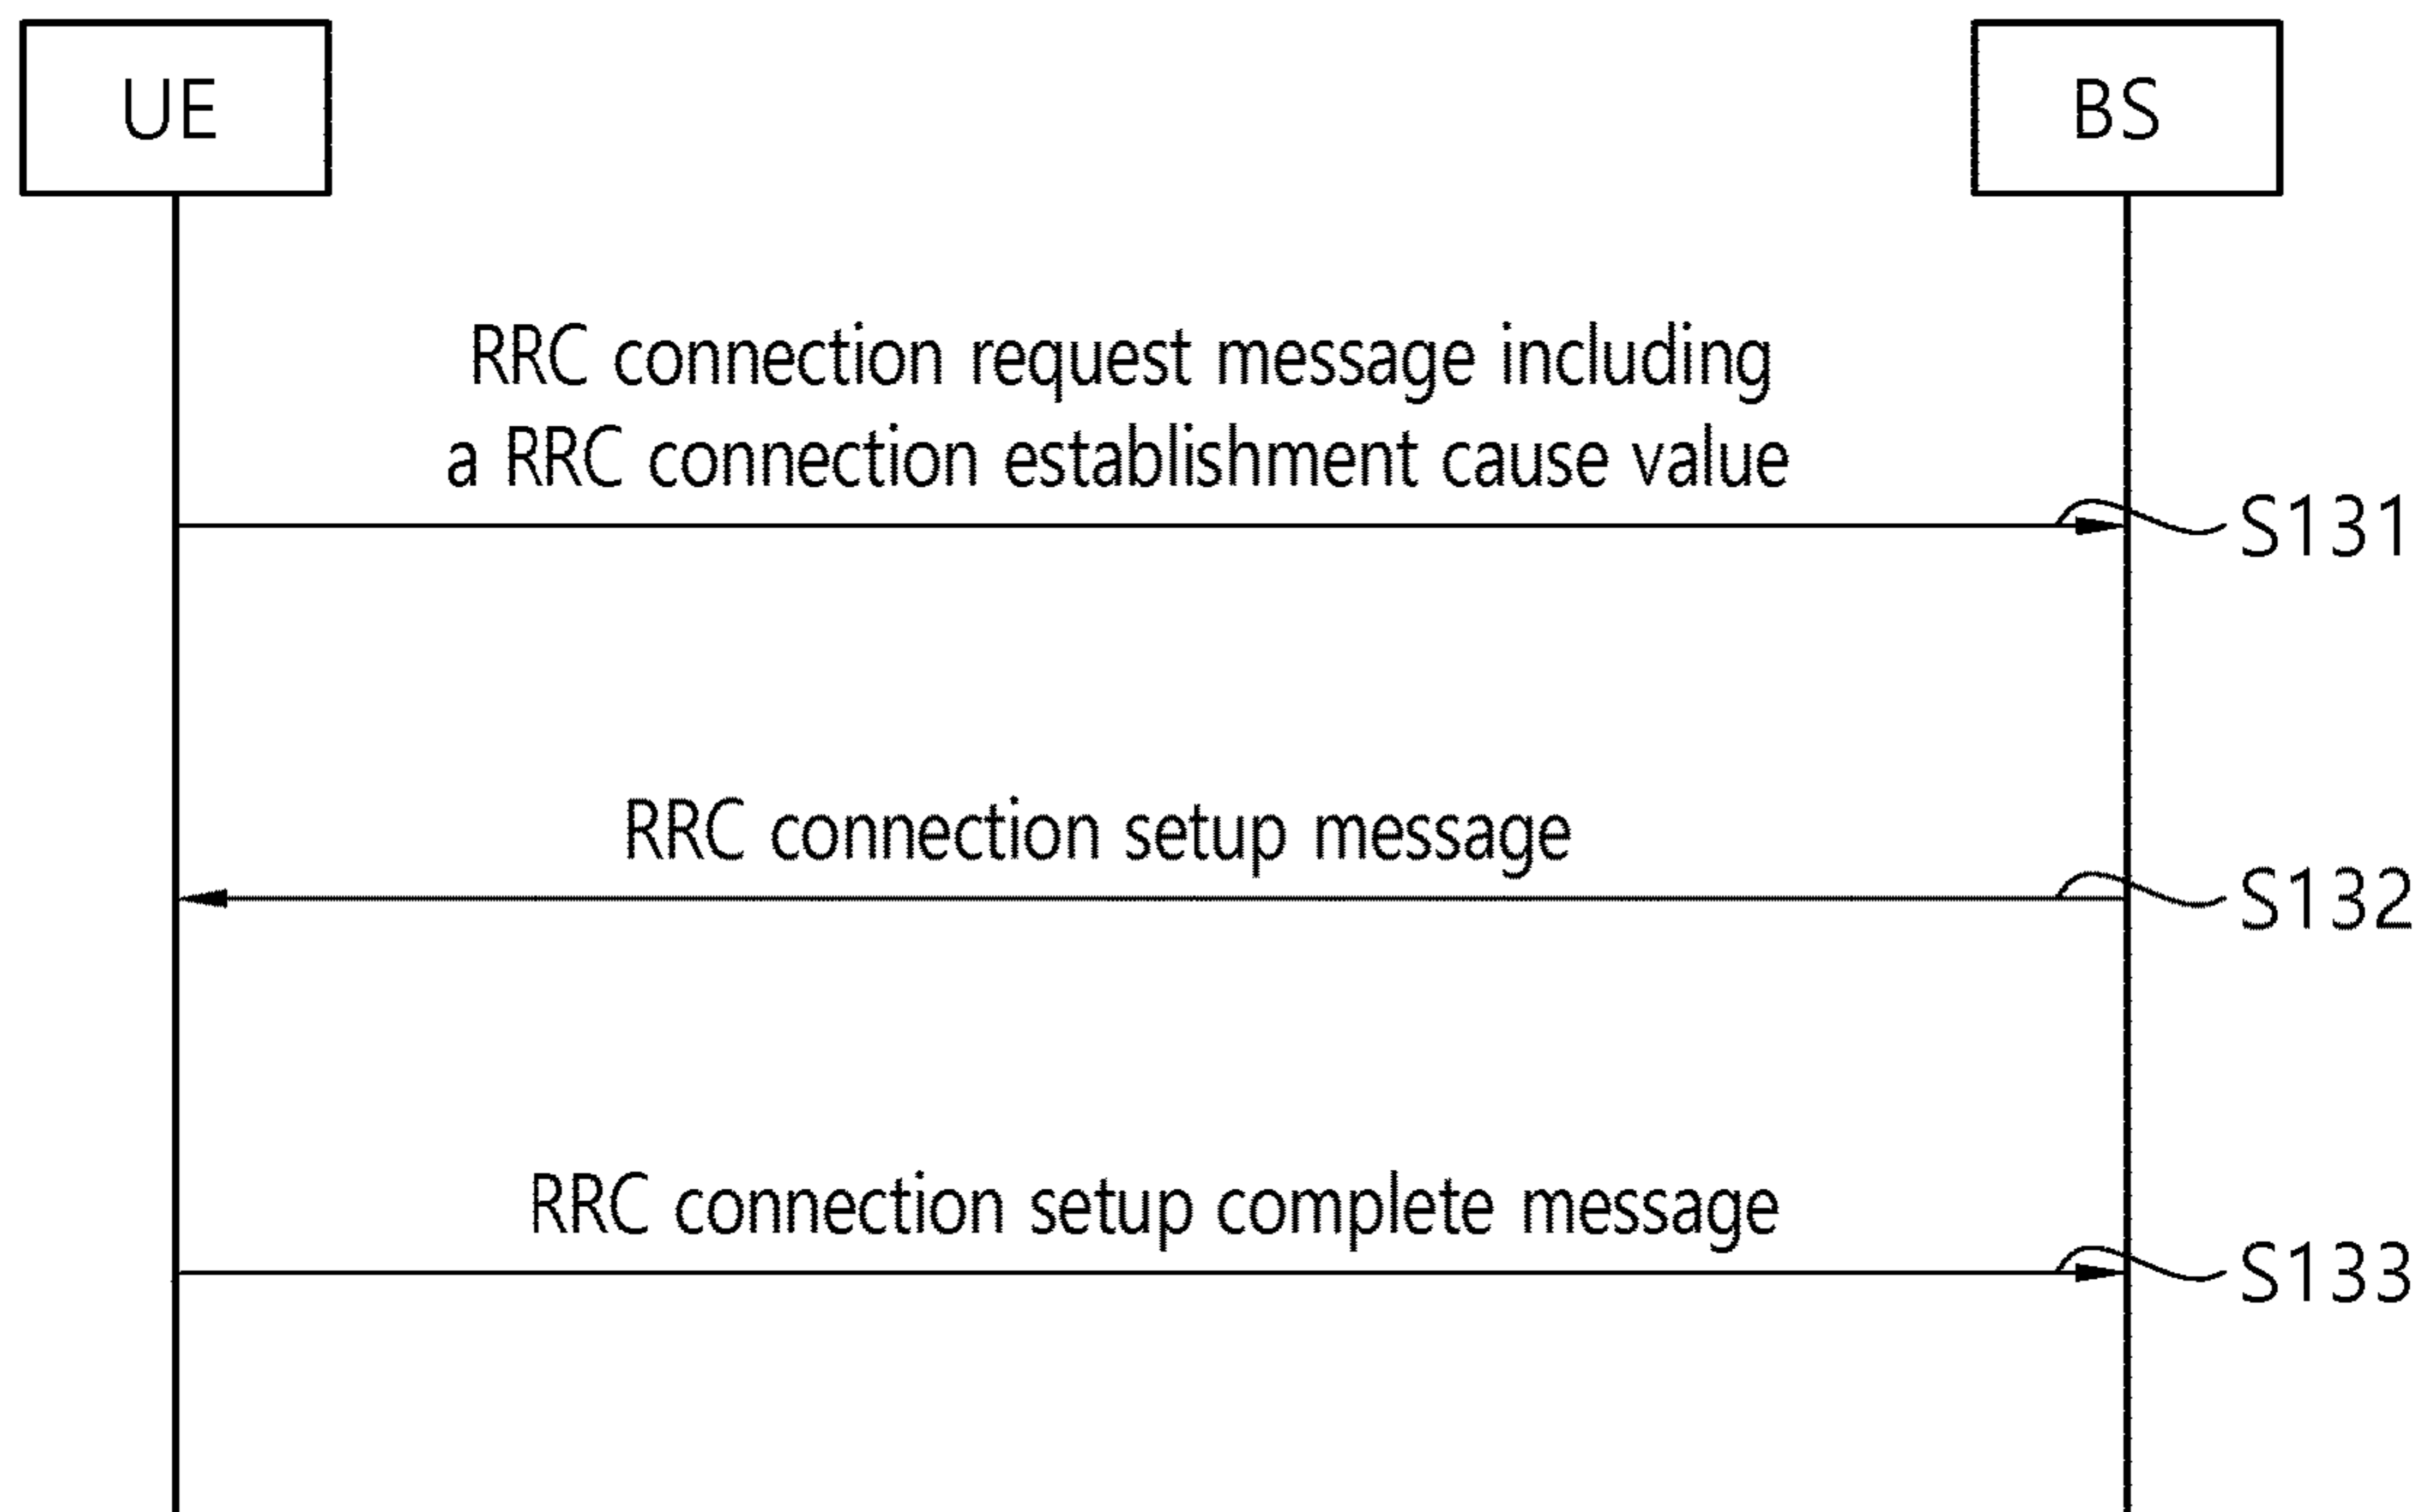 UE
BS
RRC connection request message including
a RRC connection establishment cause value
S131
RRC connection setup message
S132
RRC connection setup complete message
S133